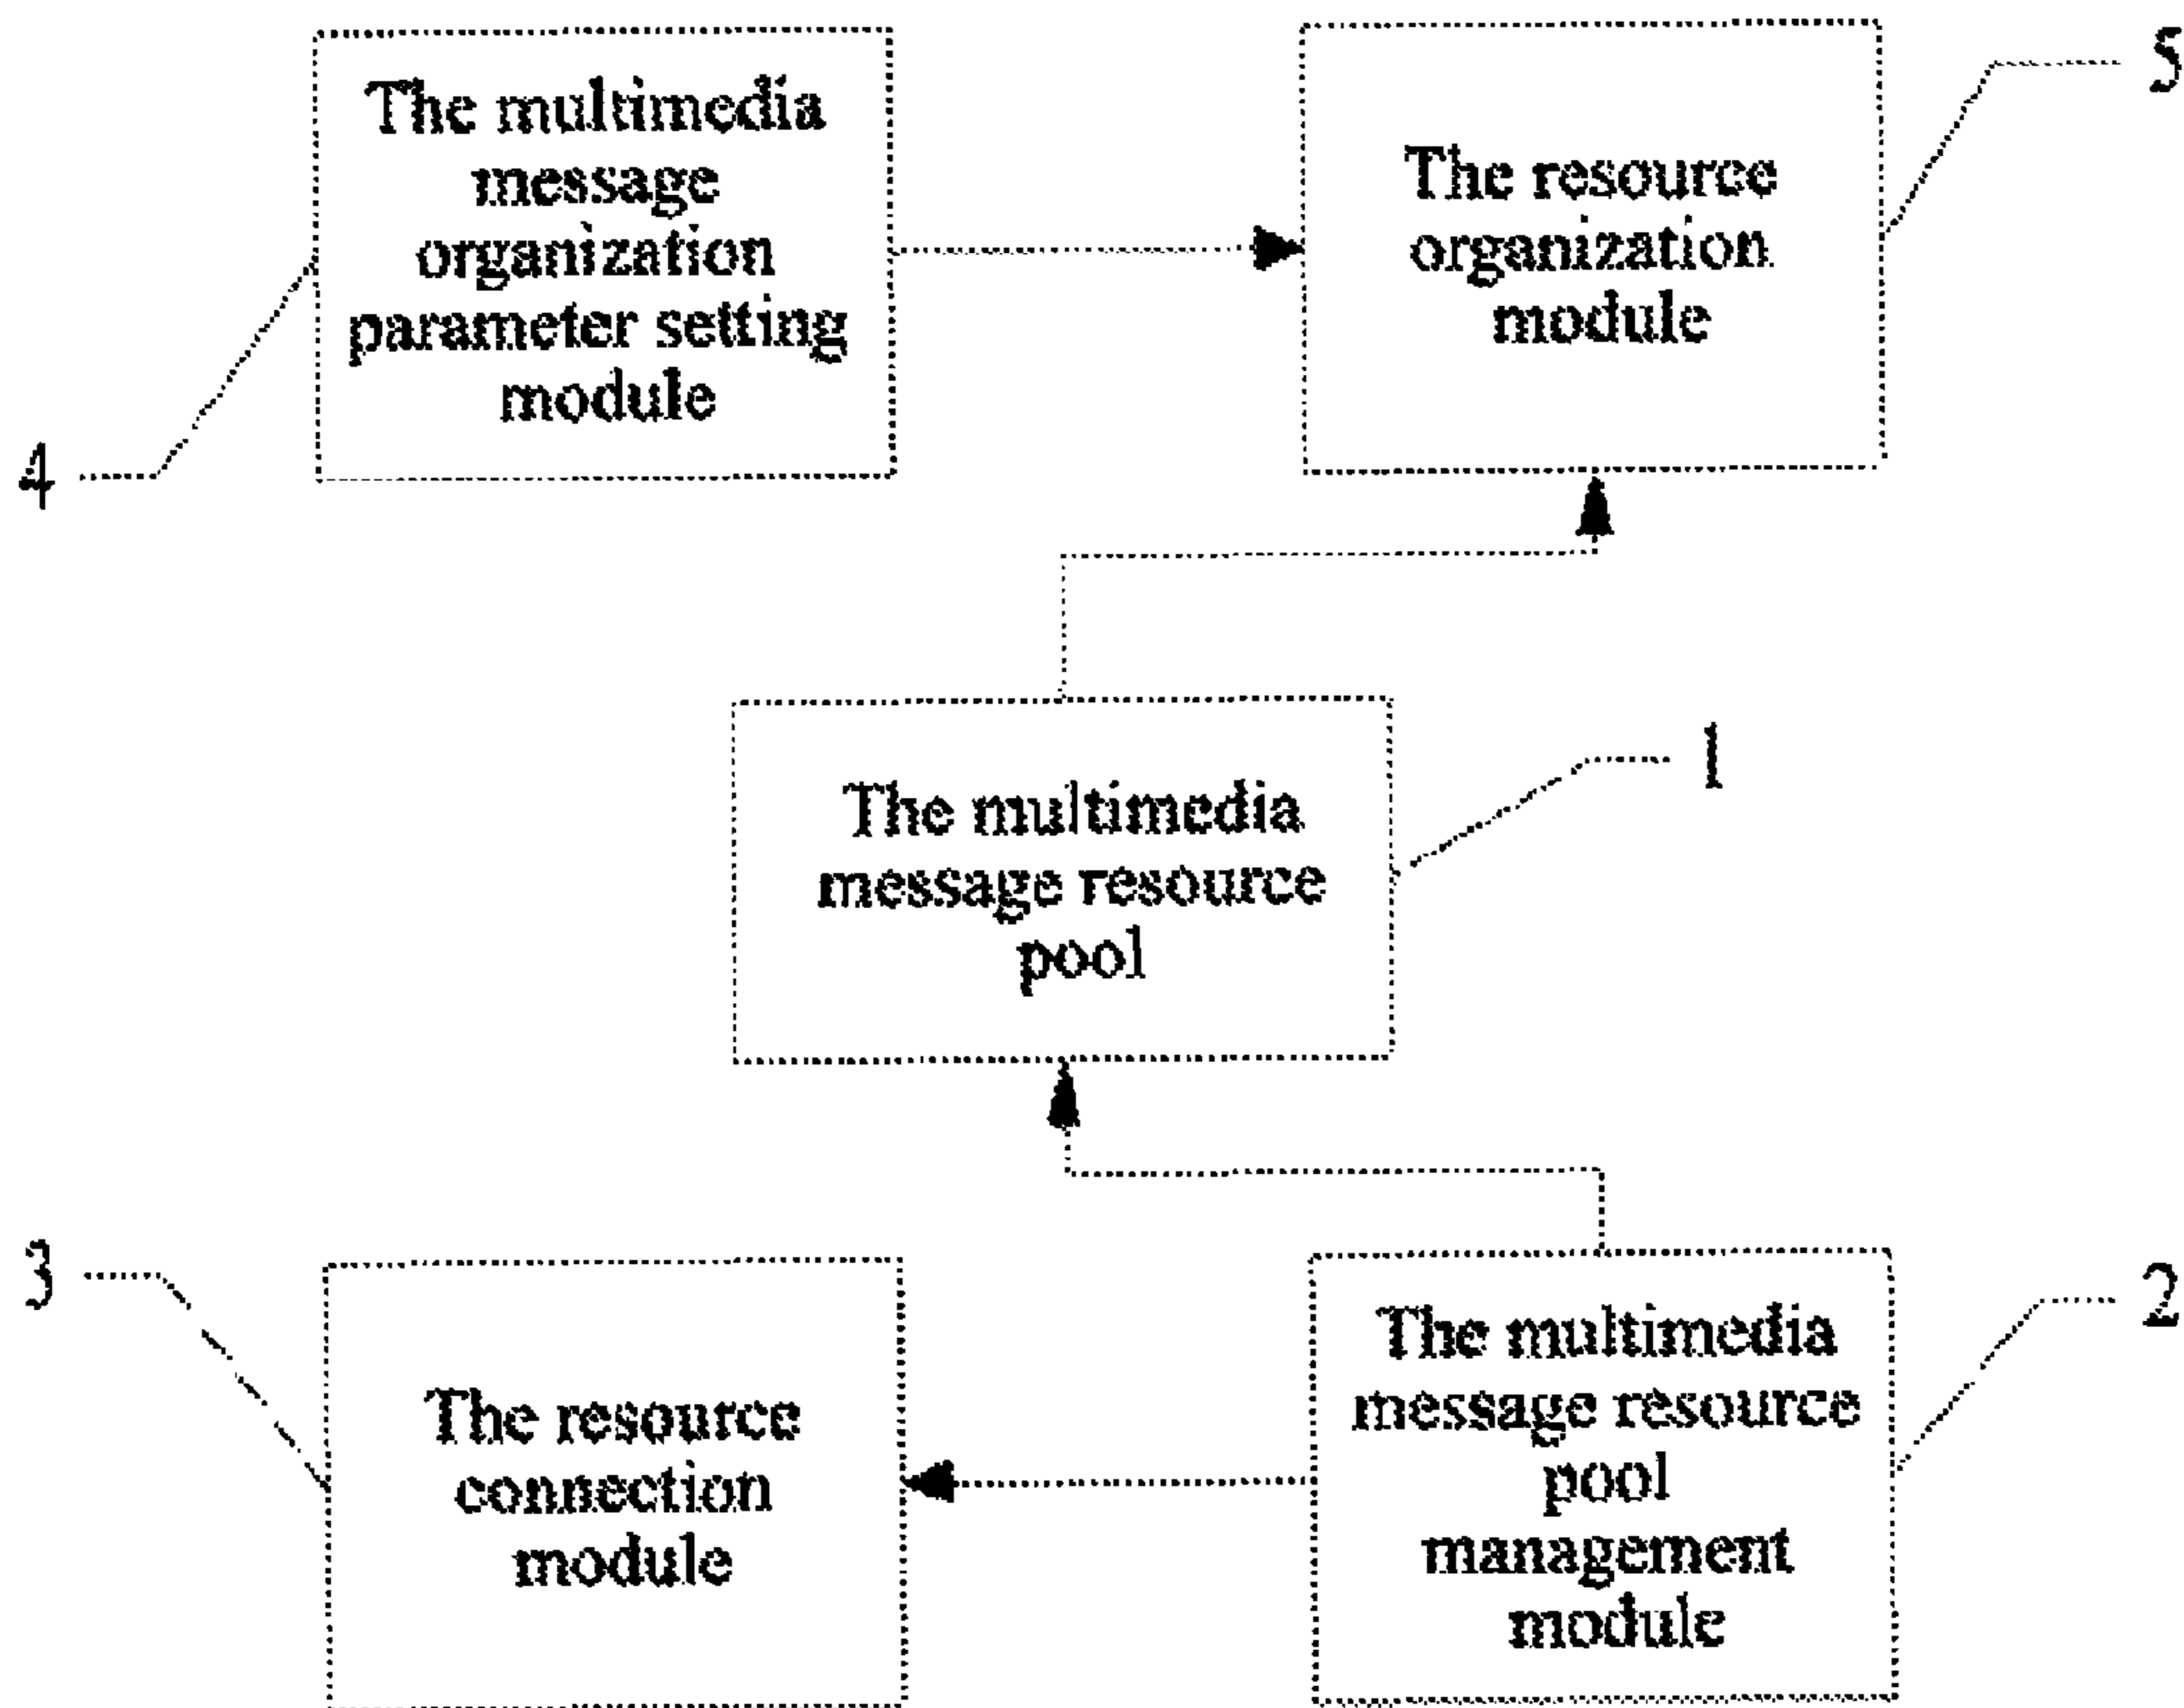 The multimedia
message
organization
parameter setting
module
4
The resource
organization
module
5
The multimedia
message resource
pool
1
The resource
connection
module
3
The multimedia
message resource
pool
management
module
2